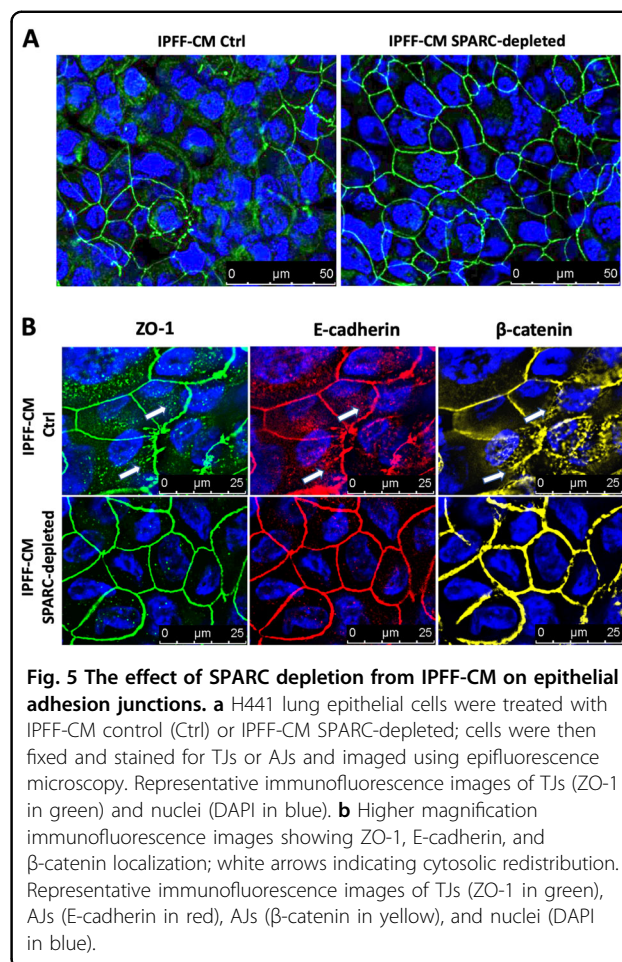 A
IPFF-CM Ctrl
IPFF-CM SPARC-depleted
0 µm 50
0 µm 50
B
ZO-1
E-cadherin
β-catenin
IPFF-CM
Ctrl
0 µm 25
0 µm 25
0 µm 25
IPFF-CM
SPARC-depleted
0 µm 25
0 µm 25
0 µm 25
Fig. 5 The effect of SPARC depletion from IPFF-CM on epithelial
adhesion junctions. a H441 lung epithelial cells were treated with
IPFF-CM control (Ctrl) or IPFF-CM SPARC-depleted; cells were then
fixed and stained for TJs or AJs and imaged using epifluorescence
microscopy. Representative immunofluorescence images of TJs (ZO-1
in green) and nuclei (DAPI in blue). b Higher magnification
immunofluorescence images showing ZO-1, E-cadherin, and
β-catenin localization; white arrows indicating cytosolic redistribution.
Representative immunofluorescence images of TJs (ZO-1 in green),
AJs (E-cadherin in red), AJs (β-catenin in yellow), and nuclei (DAPI
in blue).